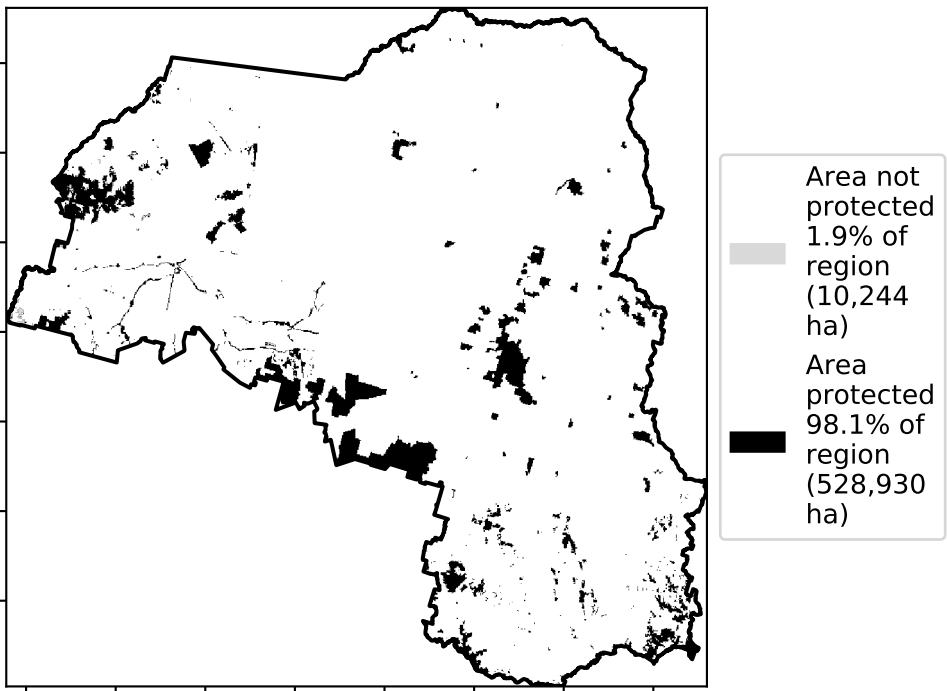 Area not
protected
1.9% of
region
(10,244
ha)
Area
protected
98.1% of
region
(528,930
ha)